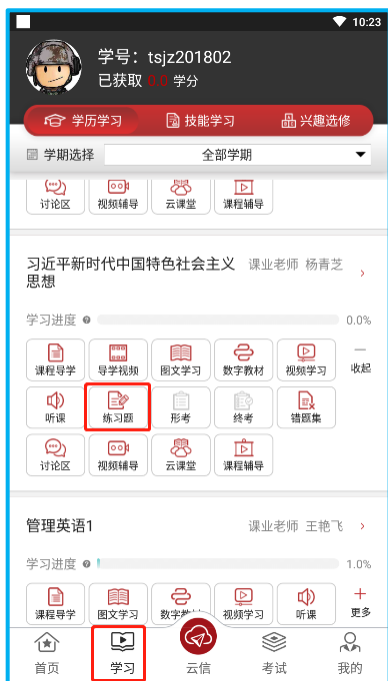 10:23
学号：tsjz201802
已获取 0.0 学分
学历学习 技能学习 兴趣选修
学期选择 全部学期
讨论区 视频辅导 云课堂 课程辅导
习近平新时代中国特色社会主义 课业老师 杨青芝
思想
学习进度 0.0%
课程导学 导学视频 图文学习 数字教材 视频学习 收起
听课 练习题 形考 终考 错题集
讨论区 视频辅导 云课堂 课程辅导
管理英语1 课业老师 王艳飞
学习进度 1.0%
课程导学 图文学习 数字教材 视频学习 听课 更多
首页 学习 云信 考试 我的